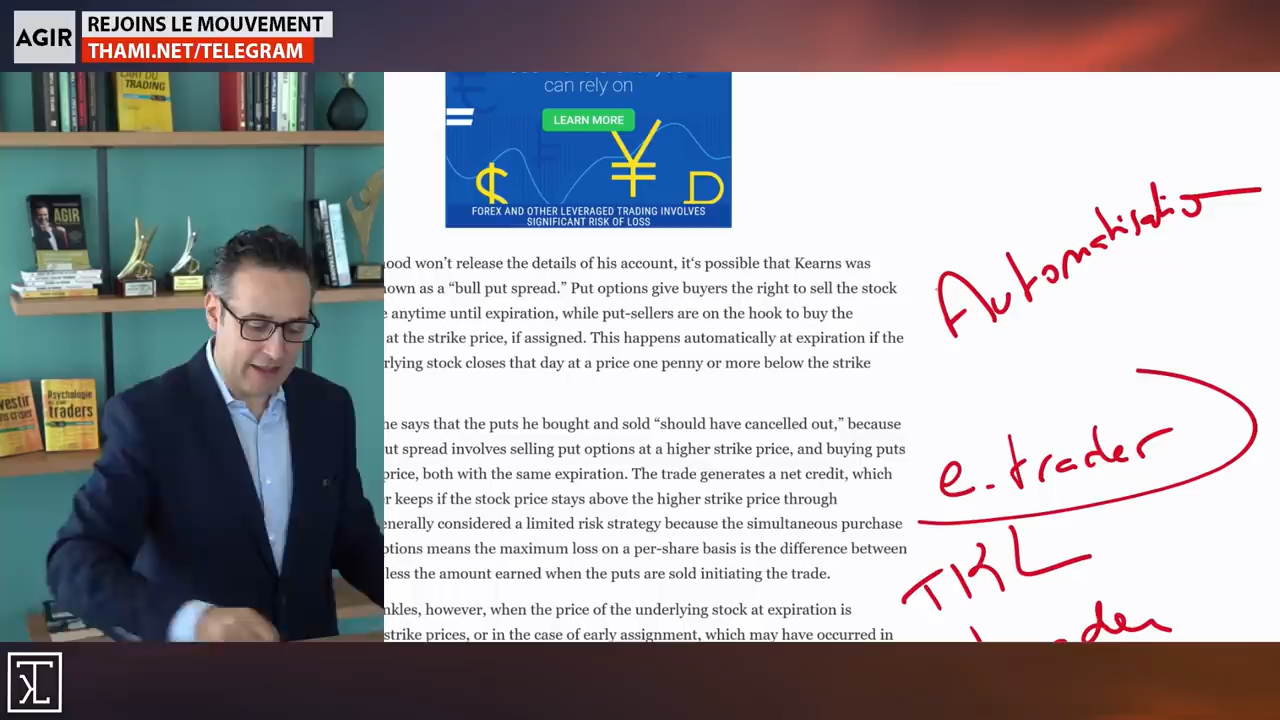 AGIR
REJOINS LE MOUVEMENT
THAMI.NET/TELEGRAM
L'ART DU
TRADING
can rely on
LEARN MORE
FOREX AND OTHER LEVERAGED TRADING INVOLVES
SIGNIFICANT RISK OF LOSS
Automatisation
AGIR
ood won't release the details of his account, it's possible that Kearns was
own as a “bull put spread.” Put options give buyers the right to sell the stock
e anytime until expiration, while put-sellers are on the hook to buy the
at the strike price, if assigned. This happens automatically at expiration if the
rlying stock closes that day at a price one penny or more below the strike
Psychologie
traders
he says that the puts he bought and sold “should have cancelled out,” because
ut spread involves selling put options at a higher strike price, and buying puts
price, both with the same expiration. The trade generates a net credit, which
r keeps if the stock price stays above the higher strike price through
enerally considered a limited risk strategy because the simultaneous purchase
ptions means the maximum loss on a per-share basis is the difference between
less the amount earned when the puts are sold initiating the trade.
e.trader
TKL
nkles, however, when the price of the underlying stock at expiration is
strike prices, or in the case of early assignment, which may have occurred in